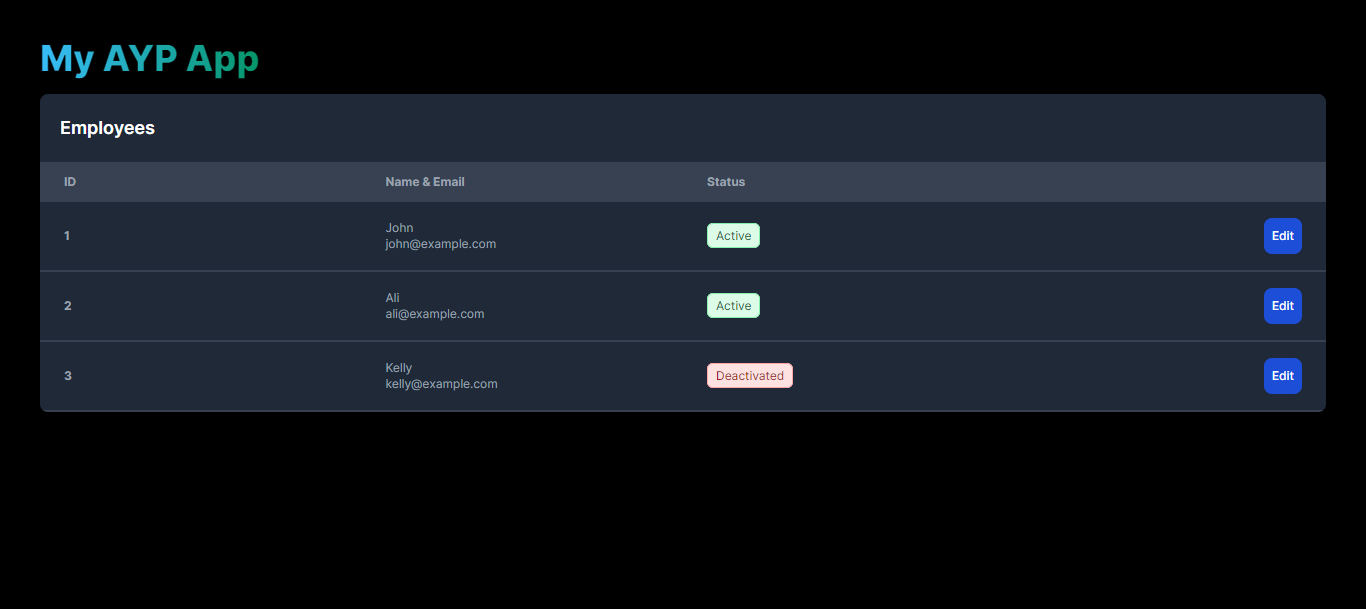 My AYP App
Employees
ID Name & Email Status
1 John
john@example.com Active Edit
2 Ali
ali@example.com Active Edit
3 Kelly
kelly@example.com Deactivated Edit